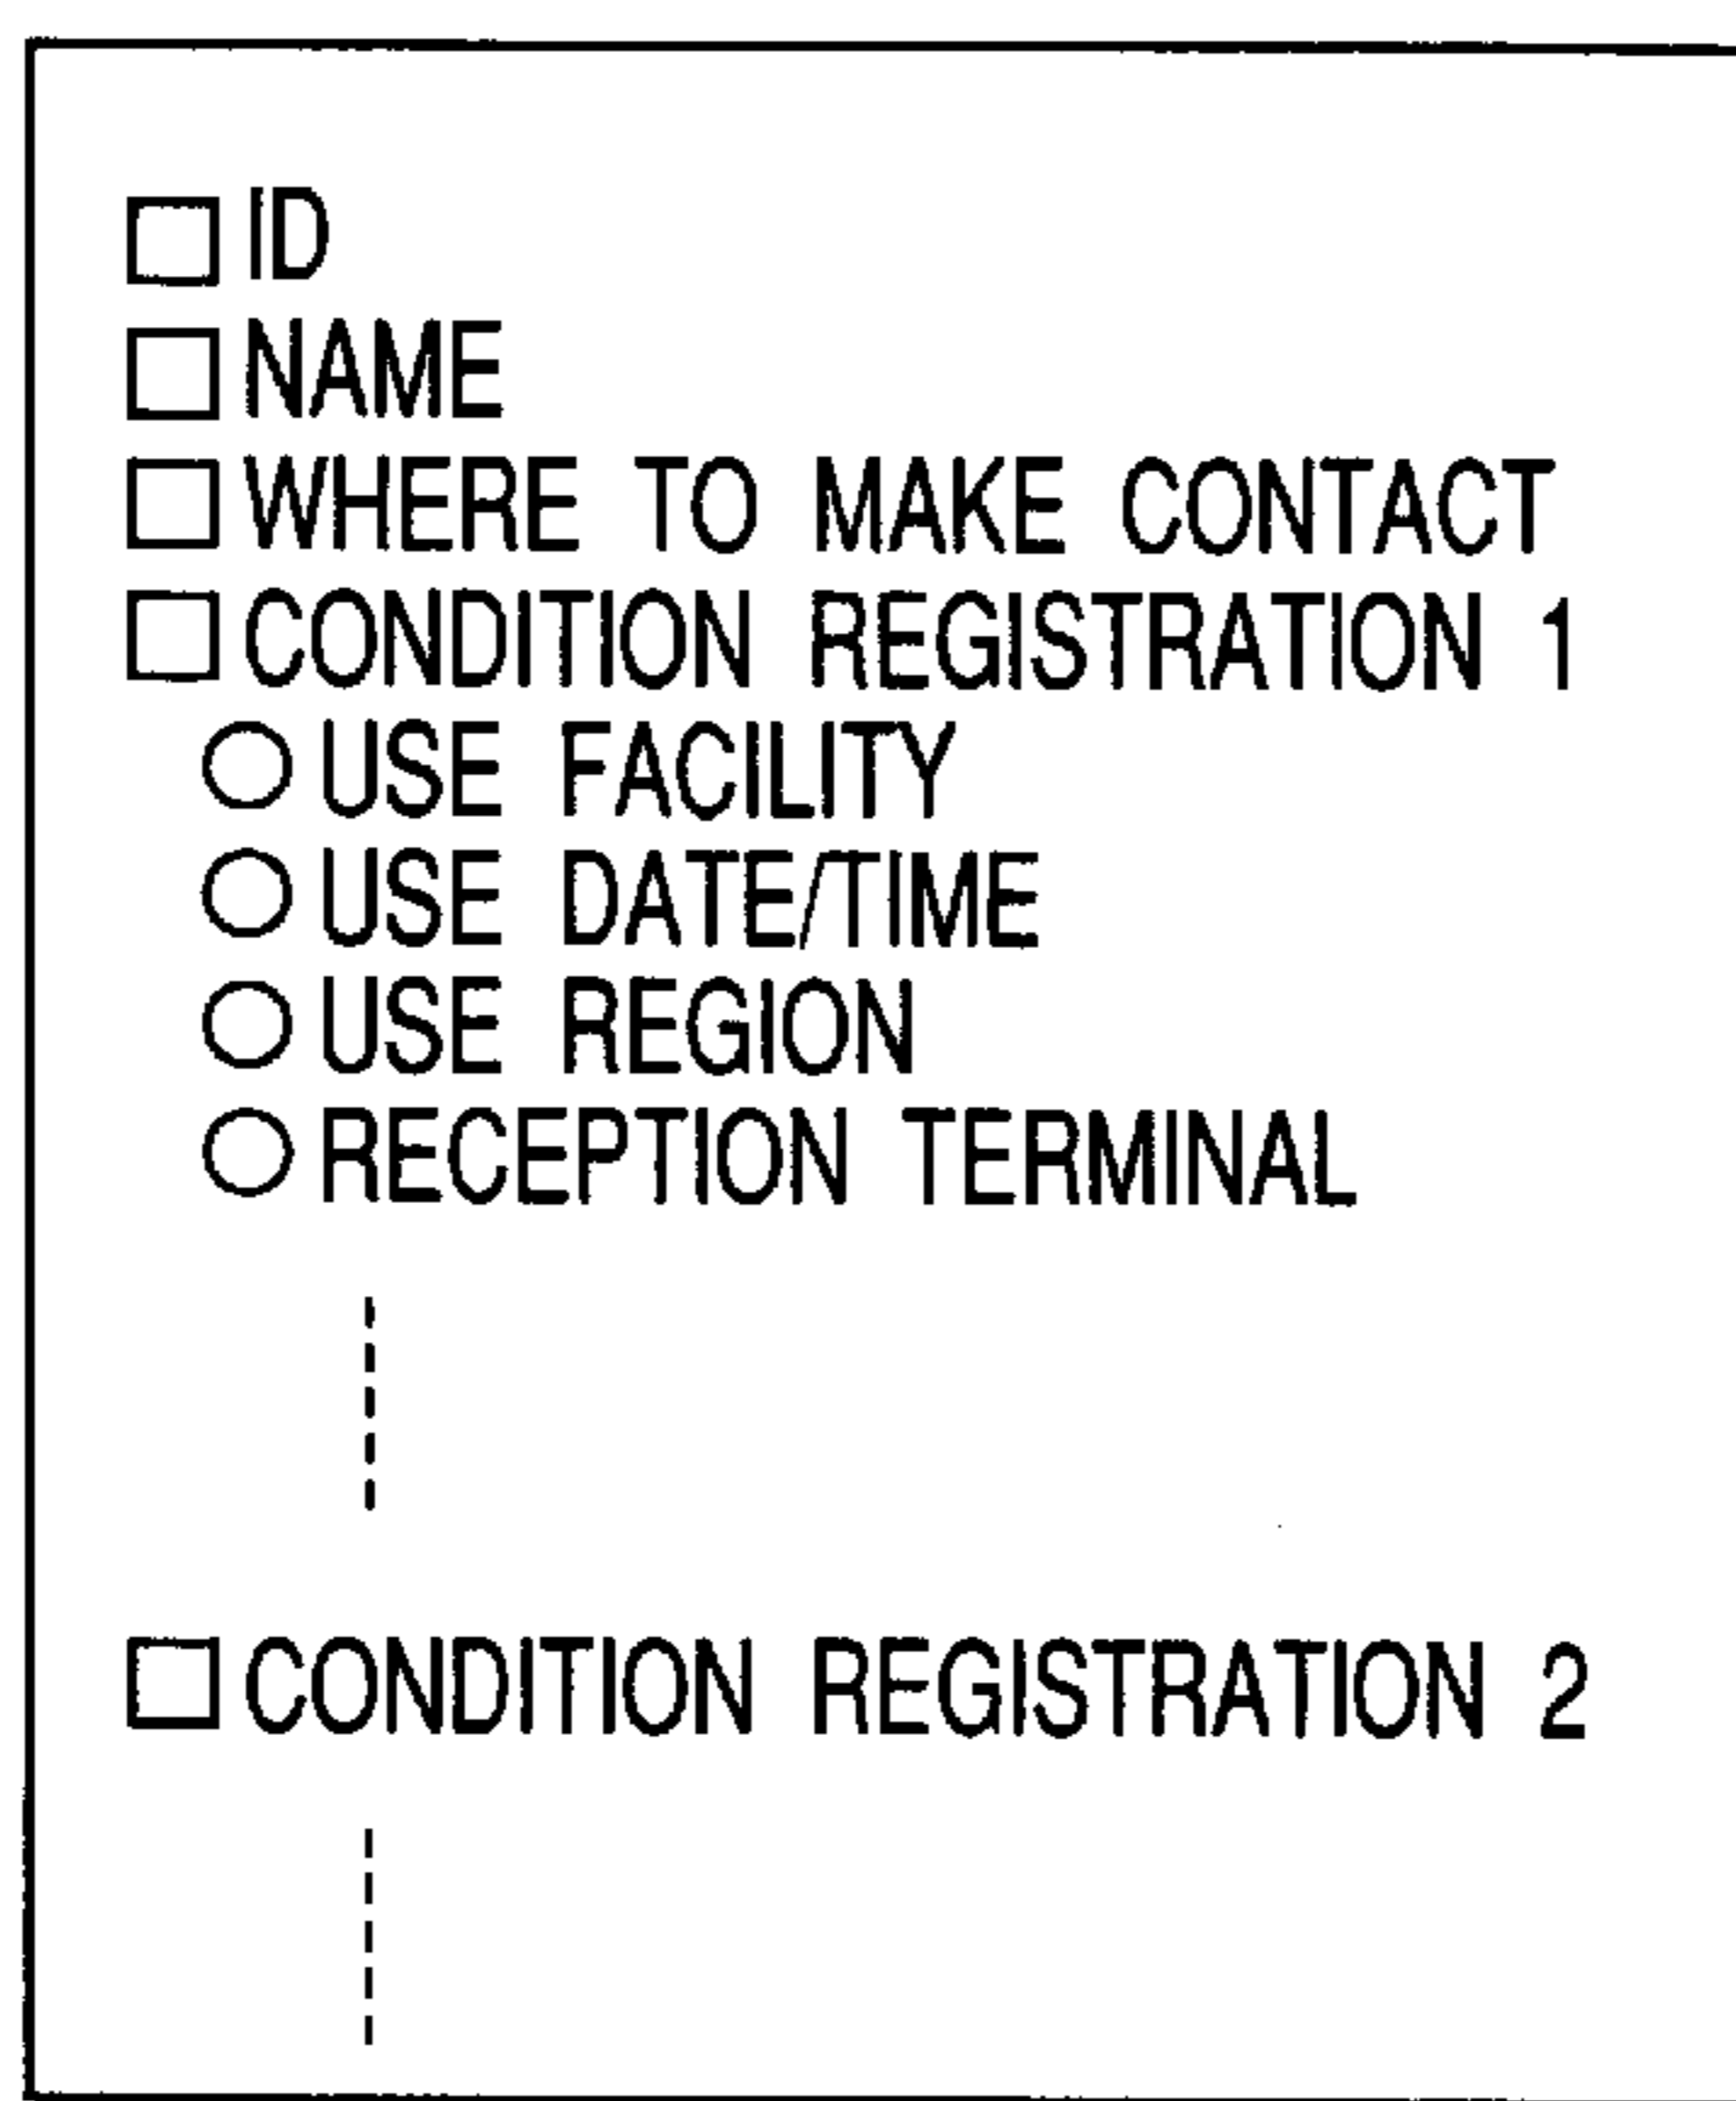 □ ID
□ NAME
□ WHERE TO MAKE CONTACT
□ CONDITION REGISTRATION 1
○ USE FACILITY
○ USE DATE/TIME
○ USE REGION
○ RECEPTION TERMINAL
□ CONDITION REGISTRATION 2